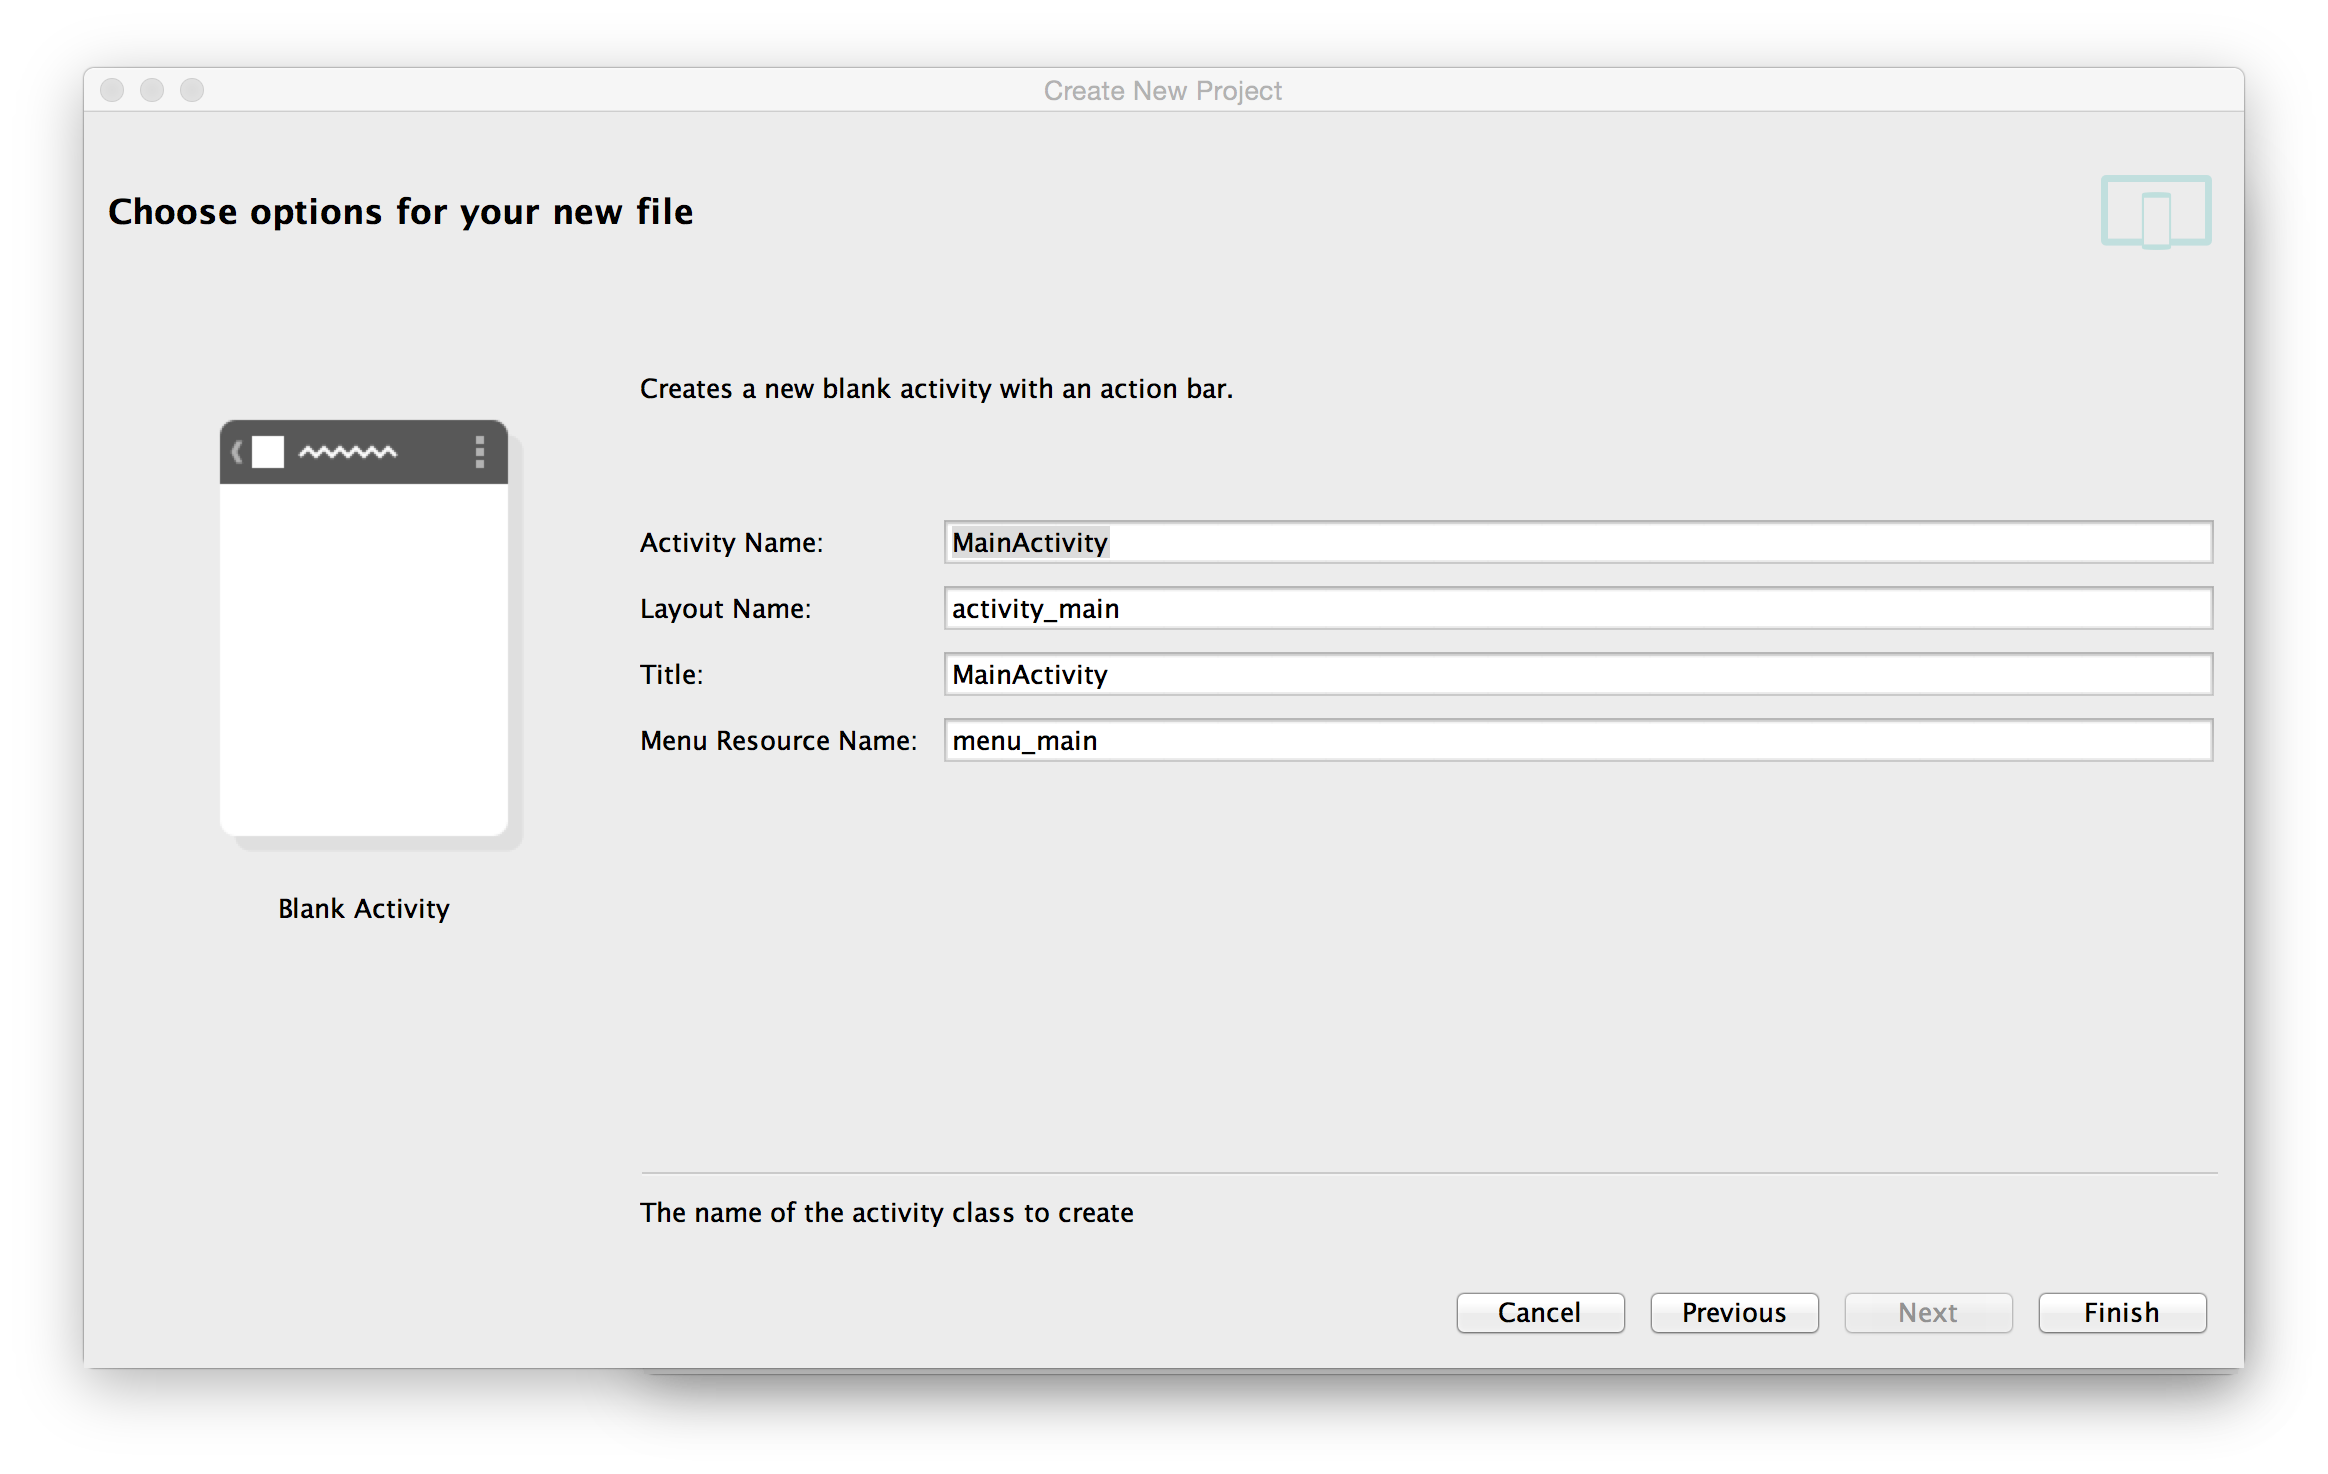 Create New Project
Choose options for your new file
Creates a new blank activity with an action bar.
Activity Name: MainActivity
Layout Name: activity_main
Title: MainActivity
Menu Resource Name: menu_main
Blank Activity
The name of the activity class to create
Cancel Previous Next Finish